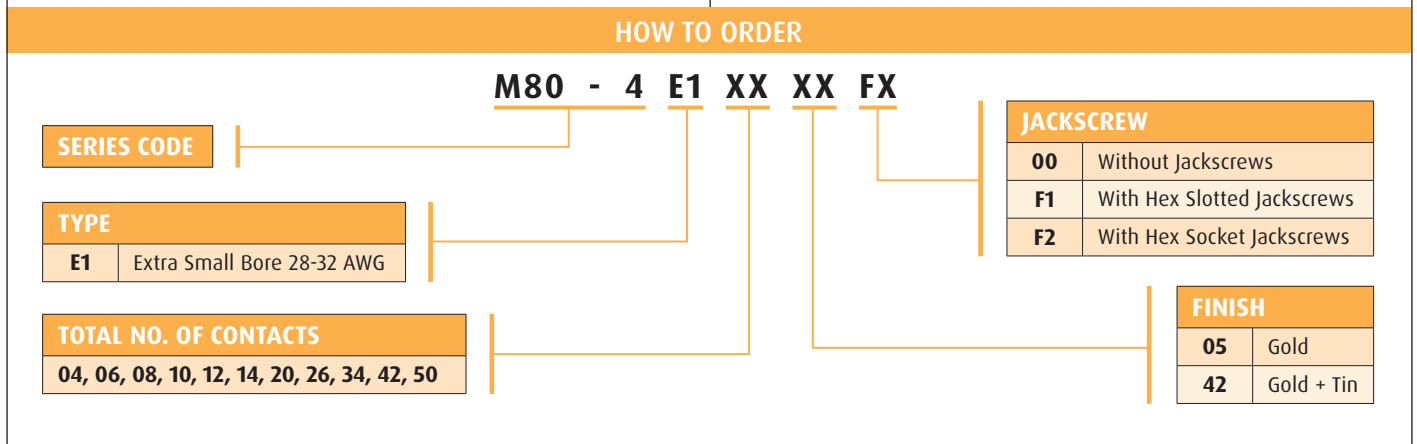 HOW TO ORDER
M80 - 4 E1 XX XX FX
SERIES CODE
TYPE
E1 Extra Small Bore 28-32 AWG
TOTAL NO. OF CONTACTS
04, 06, 08, 10, 12, 14, 20, 26, 34, 42, 50
JACKSCREW
00 Without Jackscrews
F1 With Hex Slotted Jackscrews
F2 With Hex Socket Jackscrews
FINISH
05 Gold
42 Gold + Tin